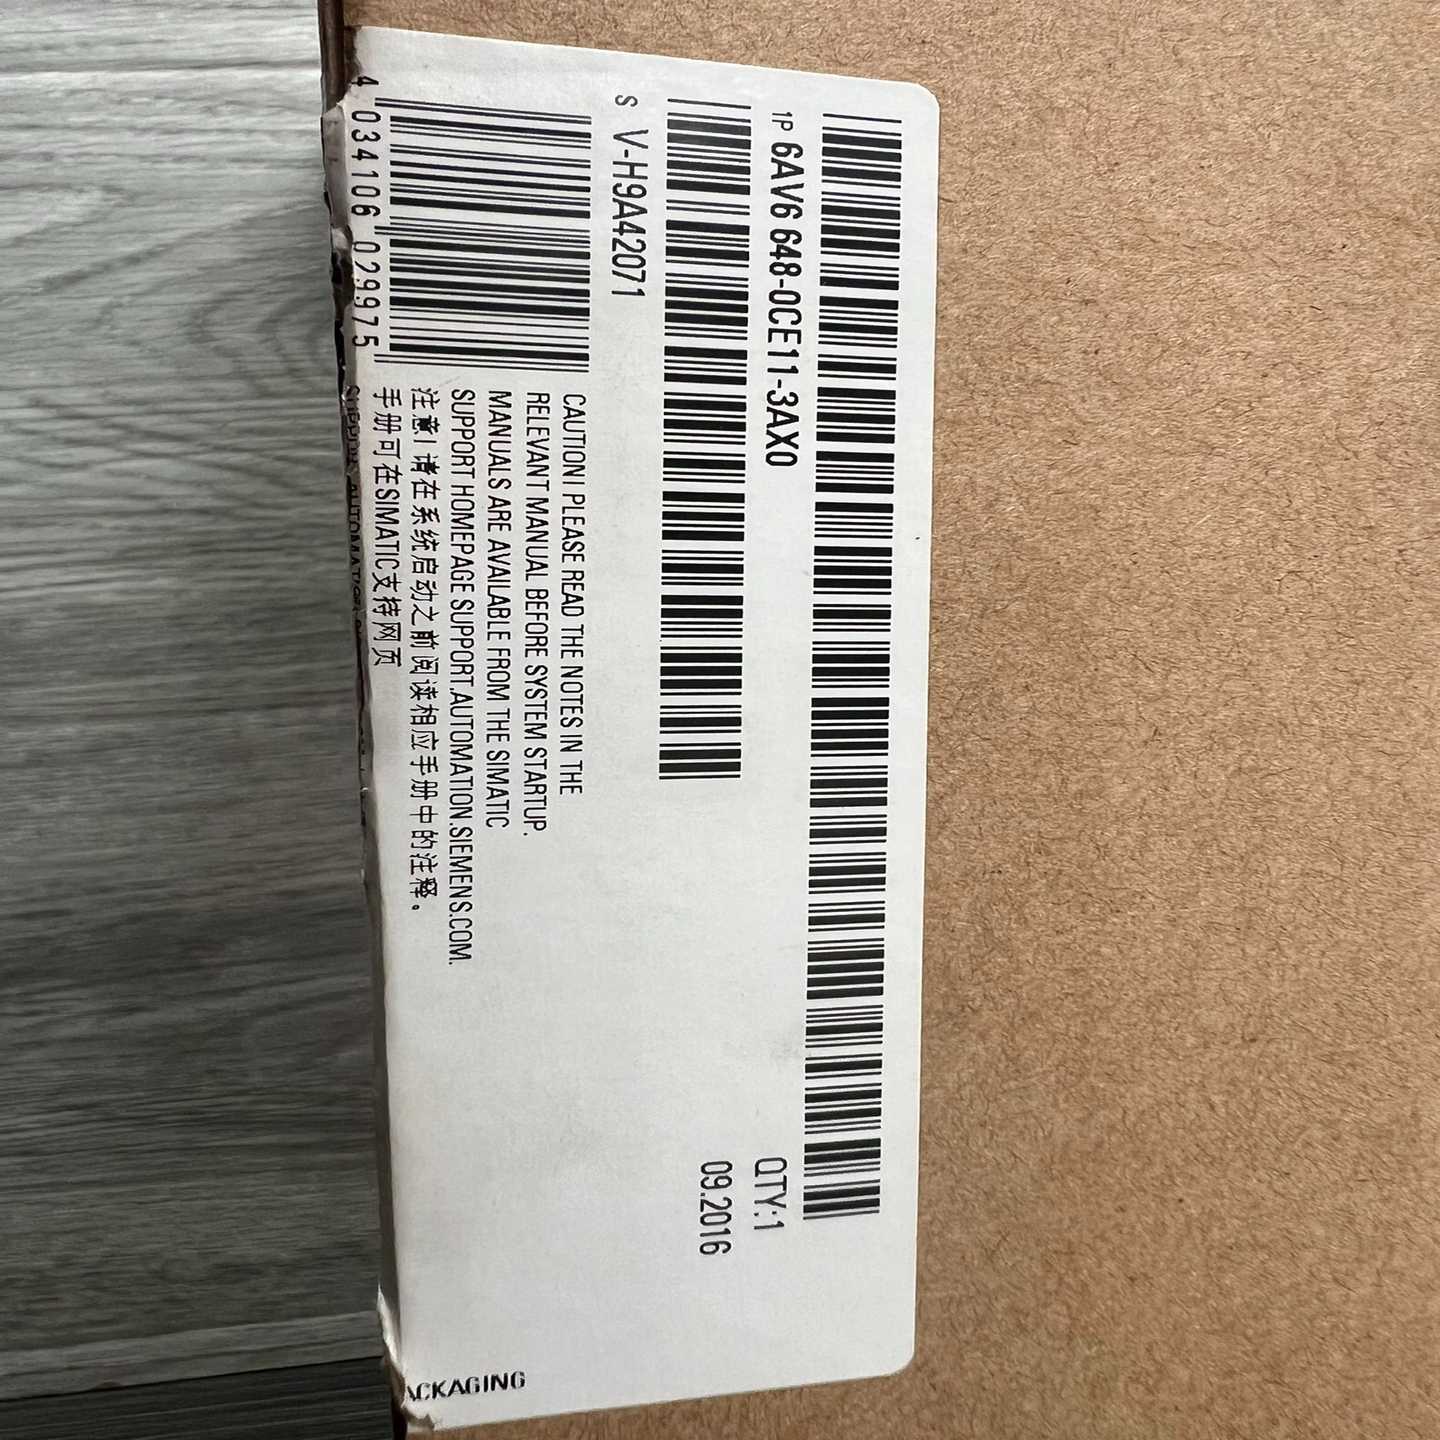 1P 6AV6 648-0CE11-3AX0
QTY:1
09.2016
S V-H9A42071
CAUTION! PLEASE READ THE NOTES IN THE
RELEVANT MANUAL BEFORE SYSTEM STARTUP.
MANUALS ARE AVAILABLE FROM THE SIMATIC
SUPPORT HOMEPAGE SUPPORT.AUTOMATION.SIEMENS.COM.
注意! 请在系统启动之前阅读相应手册中的注释。
手册可在SIMATIC支持网页
4 034106 029975
ACKAGING